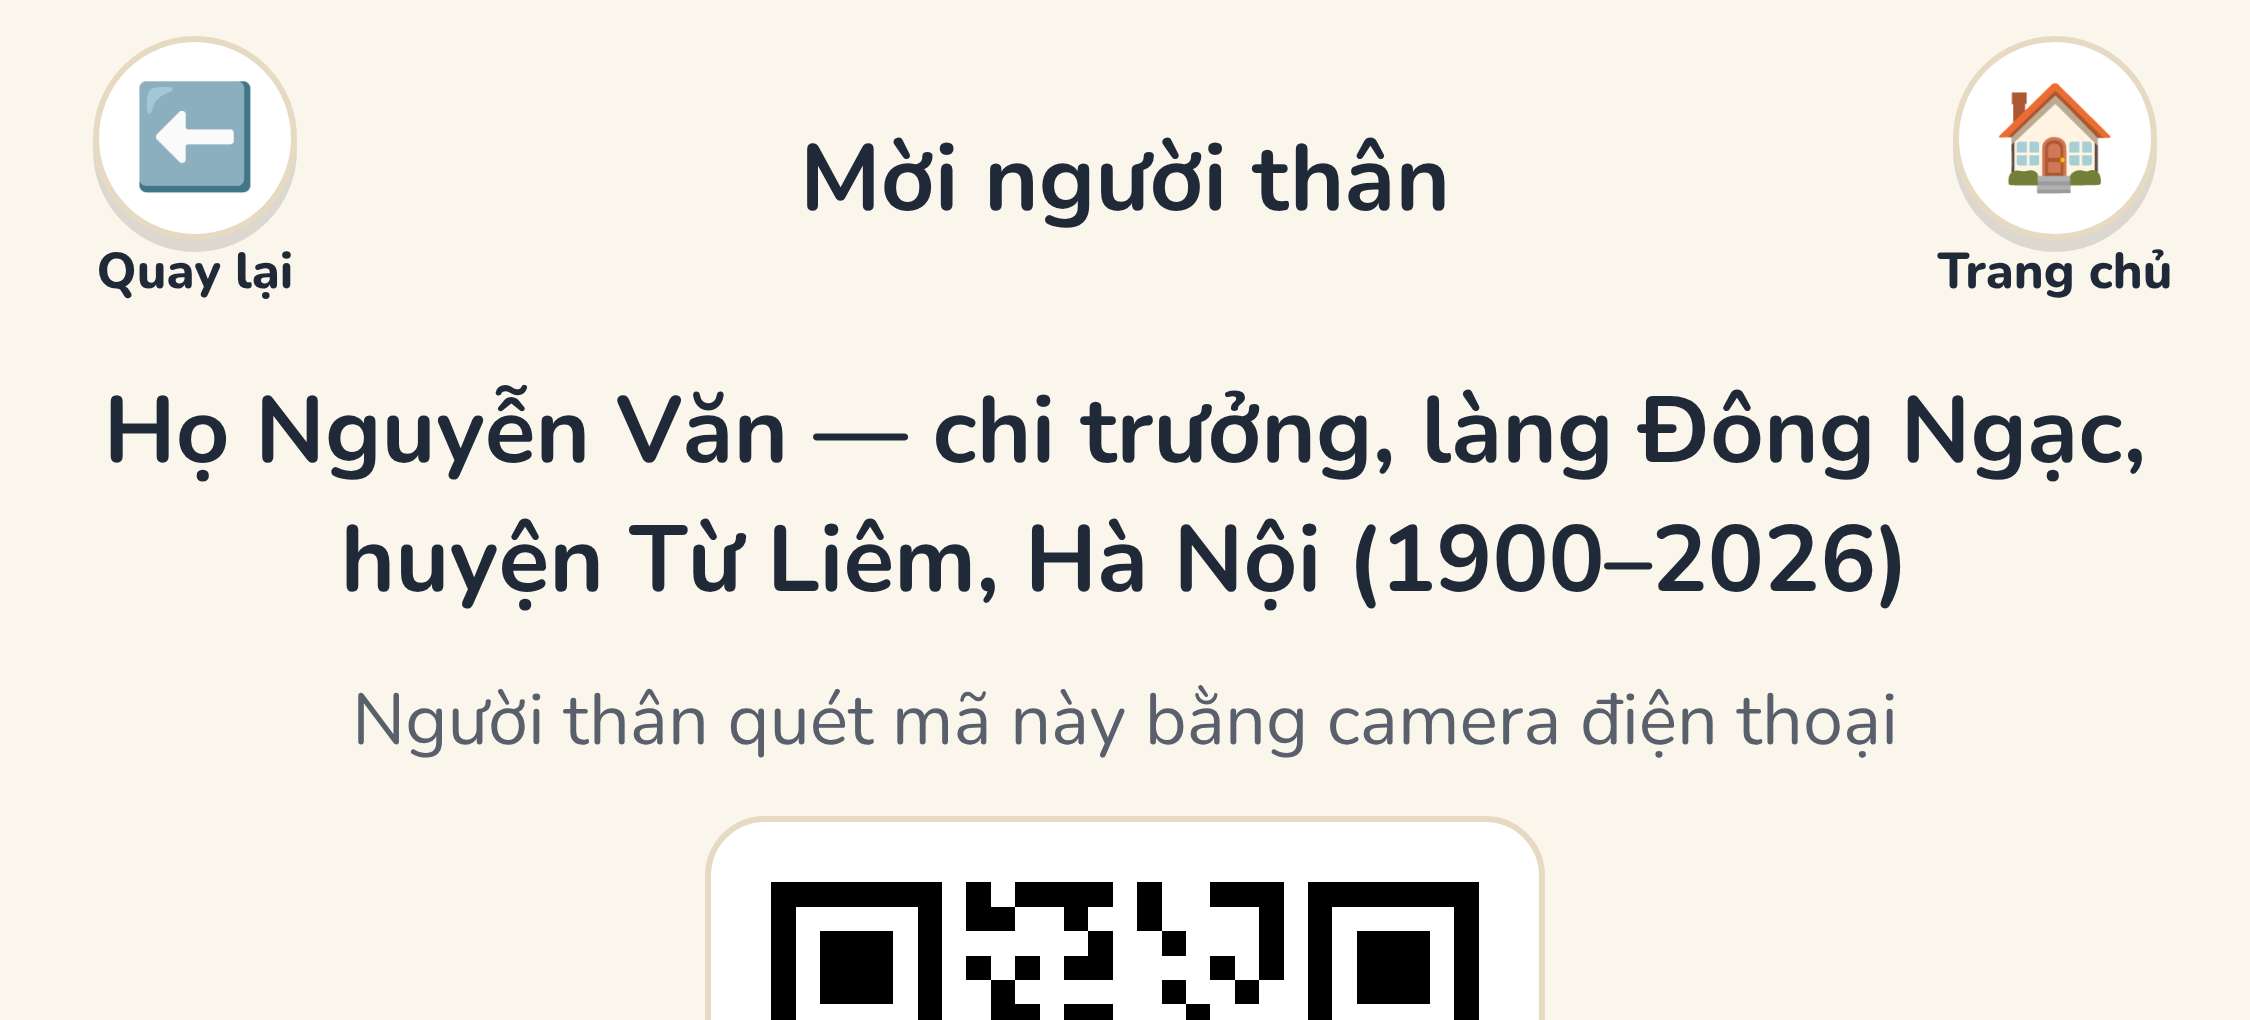 Mời người thân
Quay lại
Trang chủ
Họ Nguyễn Văn — chi trưởng, làng Đông Ngạc,
huyện Từ Liêm, Hà Nội (1900–2026)
Người thân quét mã này bằng camera điện thoại